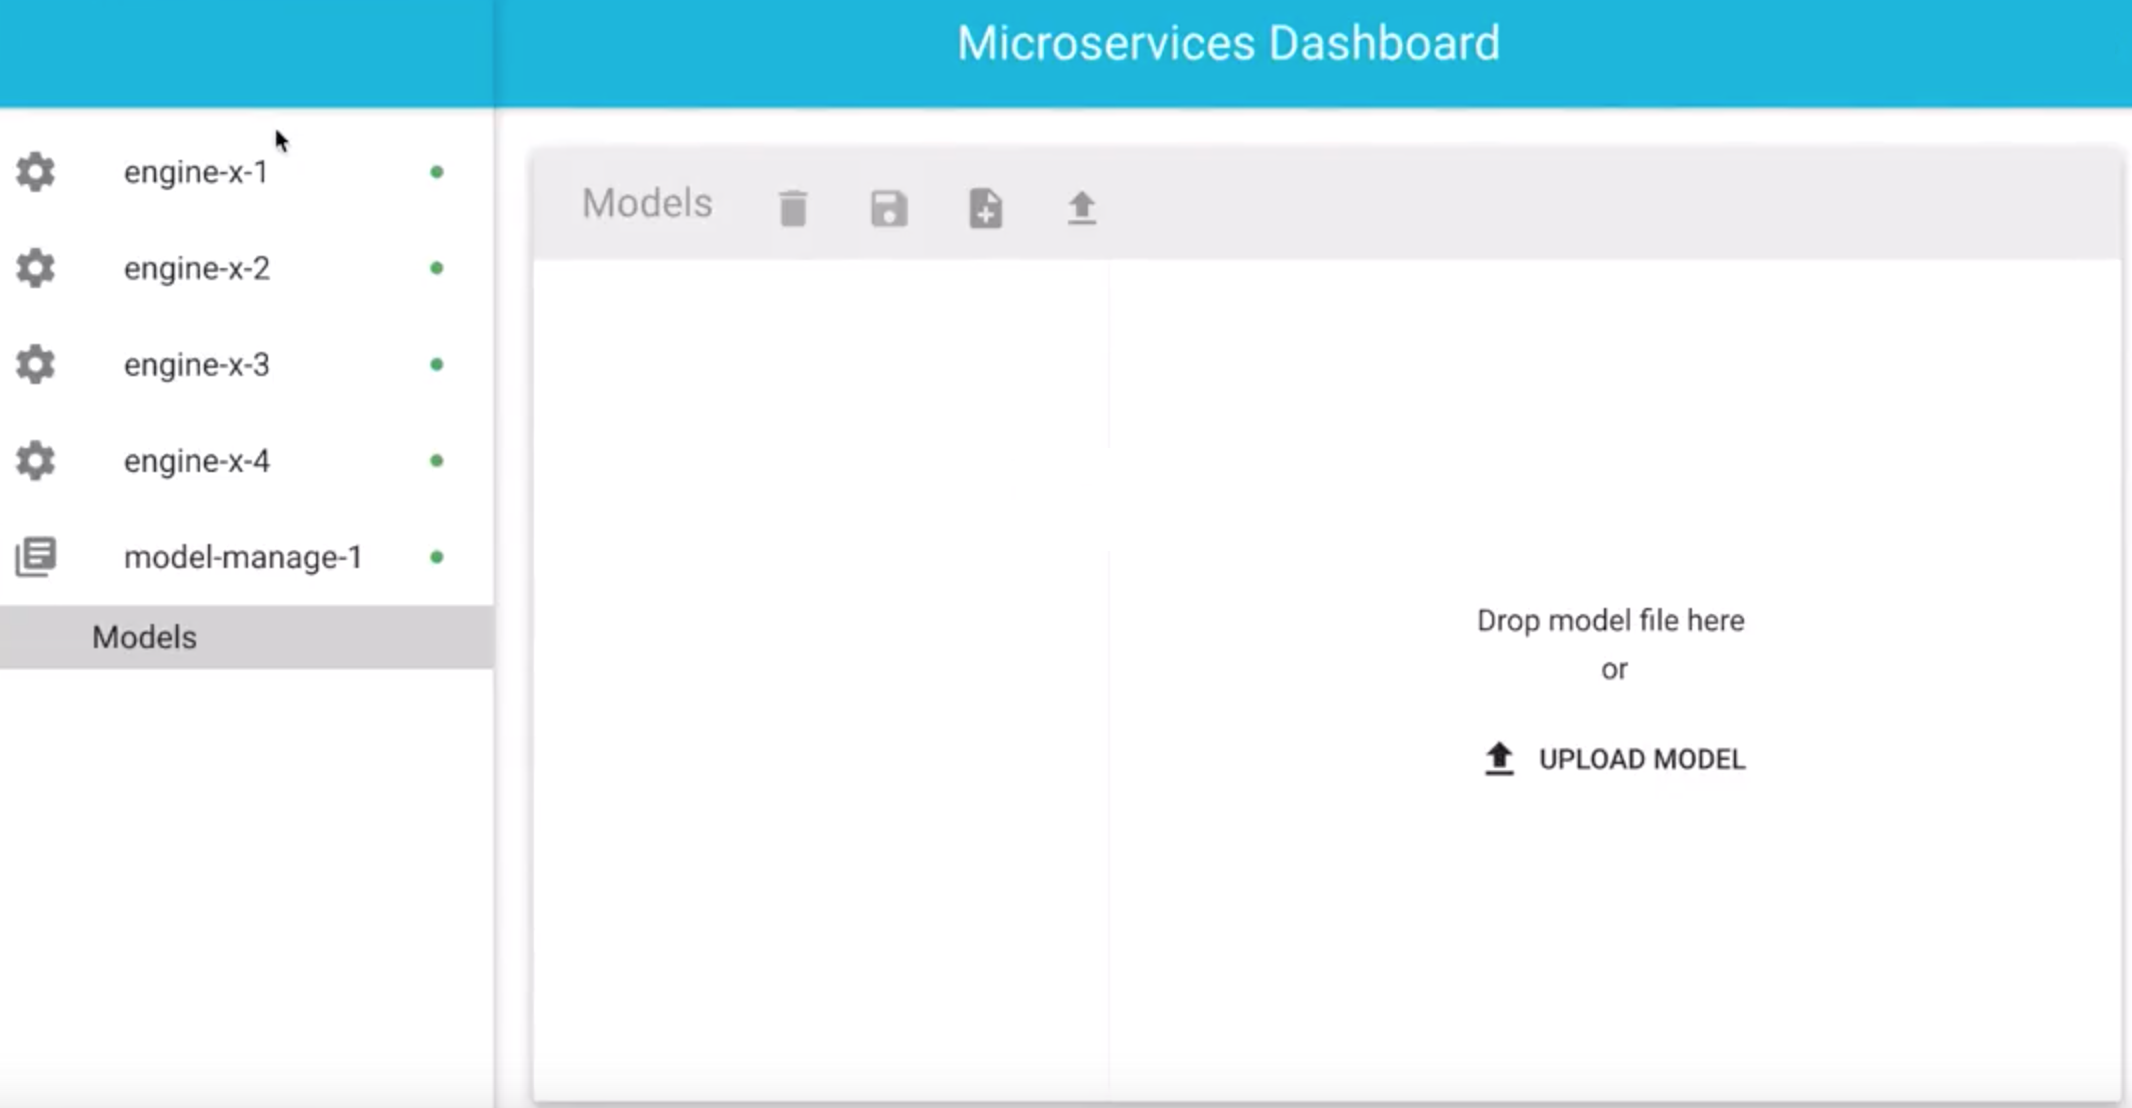 Microservices Dashboard
engine-x-1
engine-x-2
engine-x-3
engine-x-4
model-manage-1
Models
Models
Drop model file here
or
UPLOAD MODEL